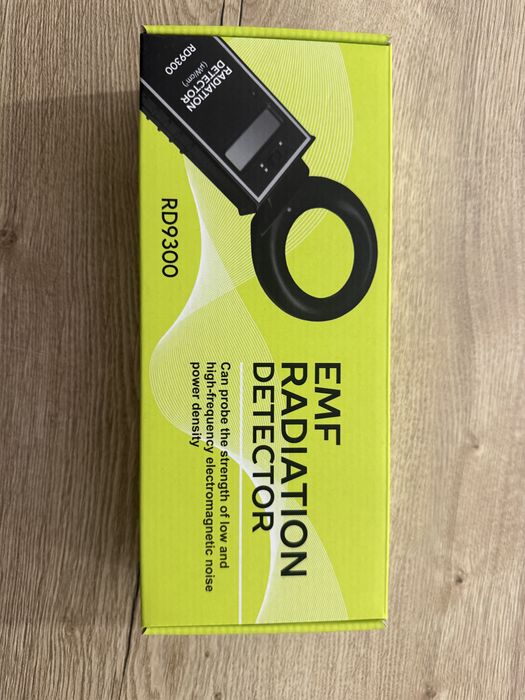 EMF
RADIATION
DETECTOR
Can probe the strength of low and
high-frequency electromagnetic noise
power density
RD9300
RADIATION
DETECTOR
(μW/cm²)
RD9300